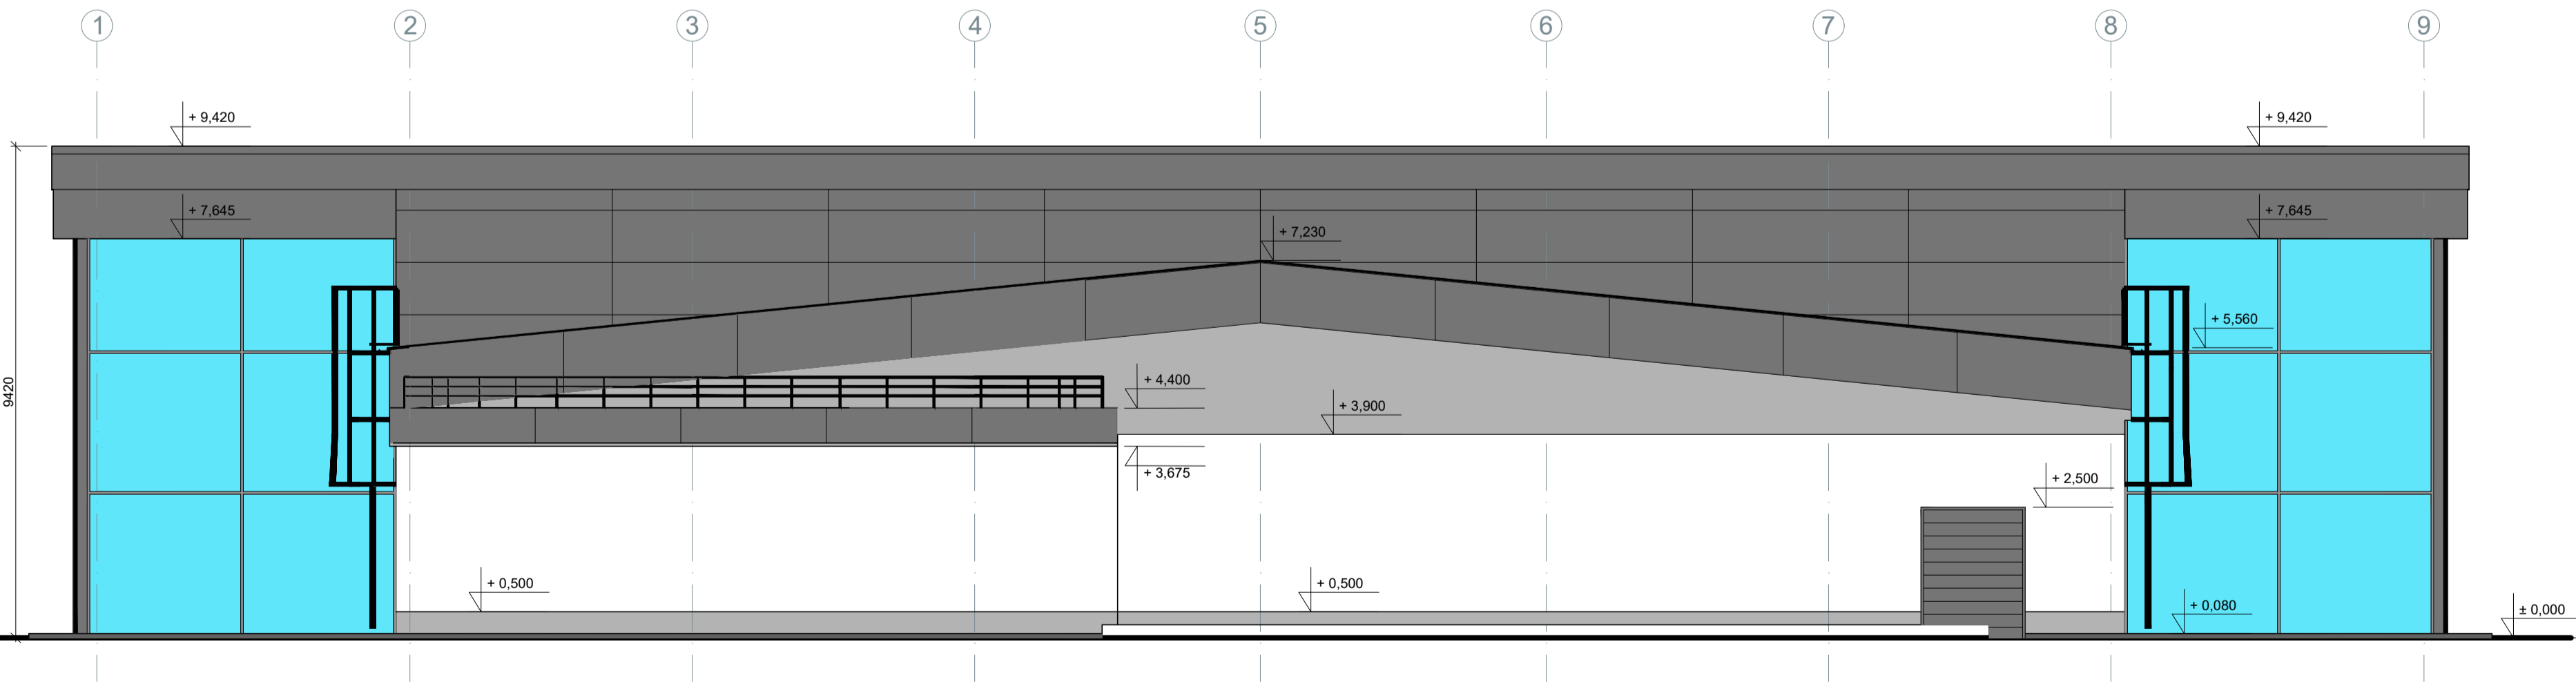 1 2 3 4 5 6 7 8 9
+ 9,420 + 9,420
+ 7,645 + 7,645
+ 7,230
+ 5,560
9420
+ 4,400
+ 3,900
+ 3,675
+ 2,500
+ 0,500 + 0,500
+ 0,080
± 0,000